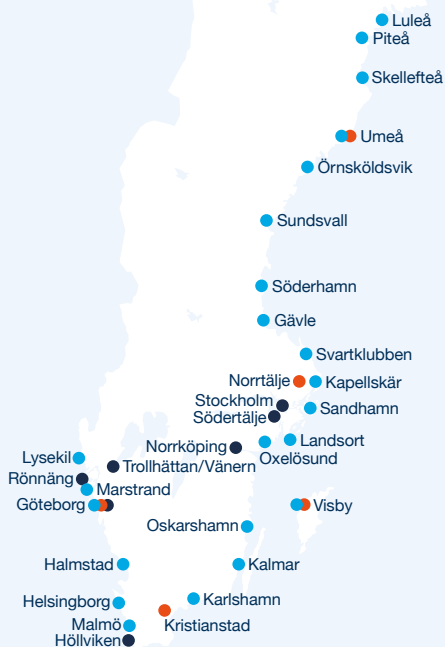 Luleå
Piteå
Skellefteå
Umeå
Örnsköldsvik
Sundsvall
Söderhamn
Gävle
Svartklubben
Norrtälje
Kapellskär
Stockholm
Sandhamn
Södertälje
Landsort
Norrköping
Oxelösund
Lysekil
Trollhättan/Vänern
Rönnäng
Marstrand
Göteborg
Visby
Oskarshamn
Halmstad
Kalmar
Helsingborg
Karlshamn
Malmö
Kristianstad
Höllviken